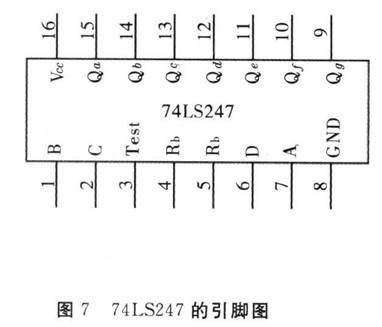 16 15 14 13 12 11 10 9
Vcc Qa Qb Qc Qd Qe Qf Qg
74LS247
B C Test Rb Rb D A GND
1 2 3 4 5 6 7 8
图 7 74LS247 的引脚图